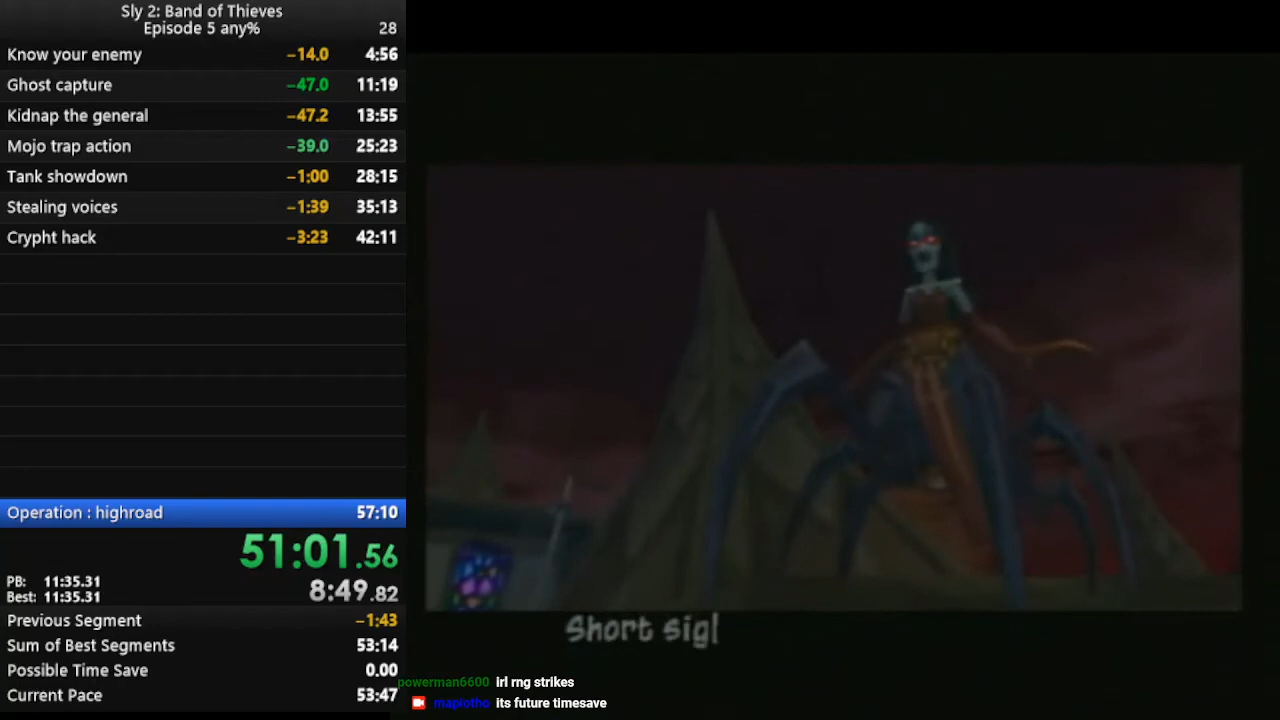 Sly 2: Band of Thieves
Episode 5 any% 28
Know your enemy −14.0 4:56
Ghost capture −47.0 11:19
Kidnap the general −47.2 13:55
Mojo trap action −39.0 25:23
Tank showdown −1:00 28:15
Stealing voices −1:39 35:13
Crypht hack −3:23 42:11
Operation : highroad 57:10
51:01.56
PB: 11:35.31
Best: 11:35.31
8:49.82
Previous Segment −1:43
Sum of Best Segments 53:14
Possible Time Save 0.00
Current Pace 53:47
Short sig
powerman6600 irl rng strikes
maplotho its future timesave